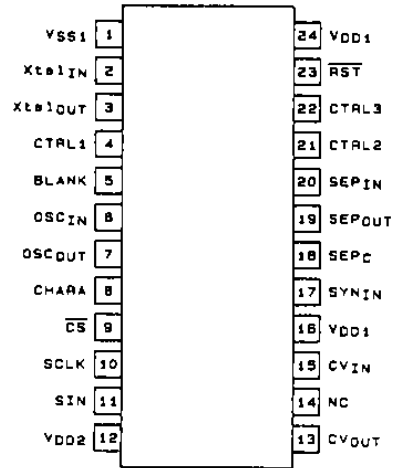 VSS1 1 24 VDD1
XtalIN 2 23 RST
XtalOUT 3 22 CTRL3
CTRL1 4 21 CTRL2
BLANK 5 20 SEPIN
OSCIN 6 19 SEPOUT
OSCOUT 7 18 SEPC
CHARA 8 17 SYNIN
CS 9 16 VDD1
SCLK 10 15 CVIN
SIN 11 14 NC
VDD2 12 13 CVOUT